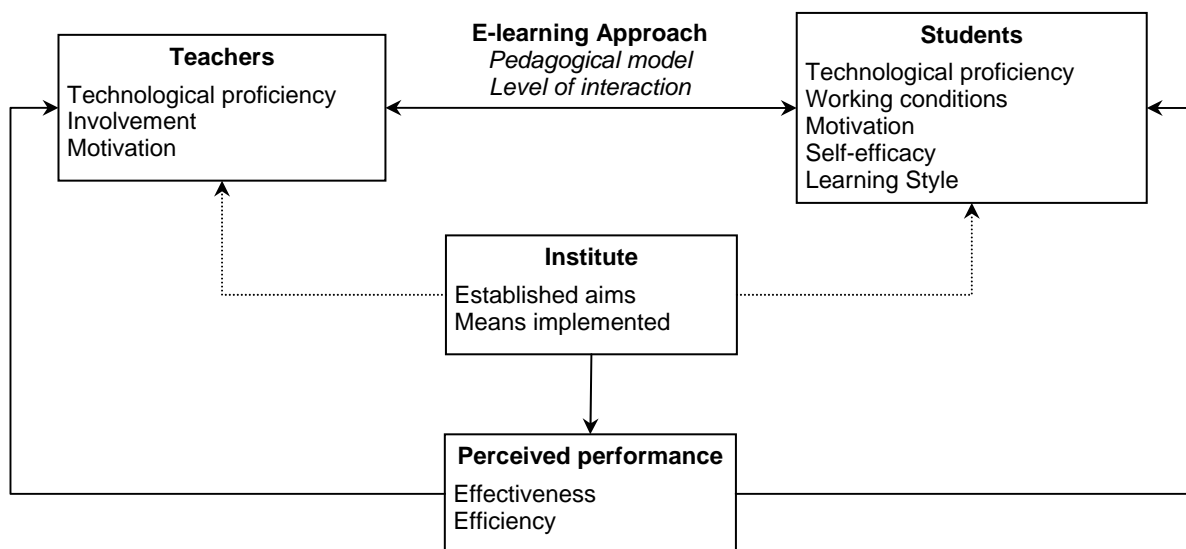 E-learning Approach
Pedagogical model
Level of interaction
Teachers
Technological proficiency
Involvement
Motivation
Students
Technological proficiency
Working conditions
Motivation
Self-efficacy
Learning Style
Institute
Established aims
Means implemented
Perceived performance
Effectiveness
Efficiency